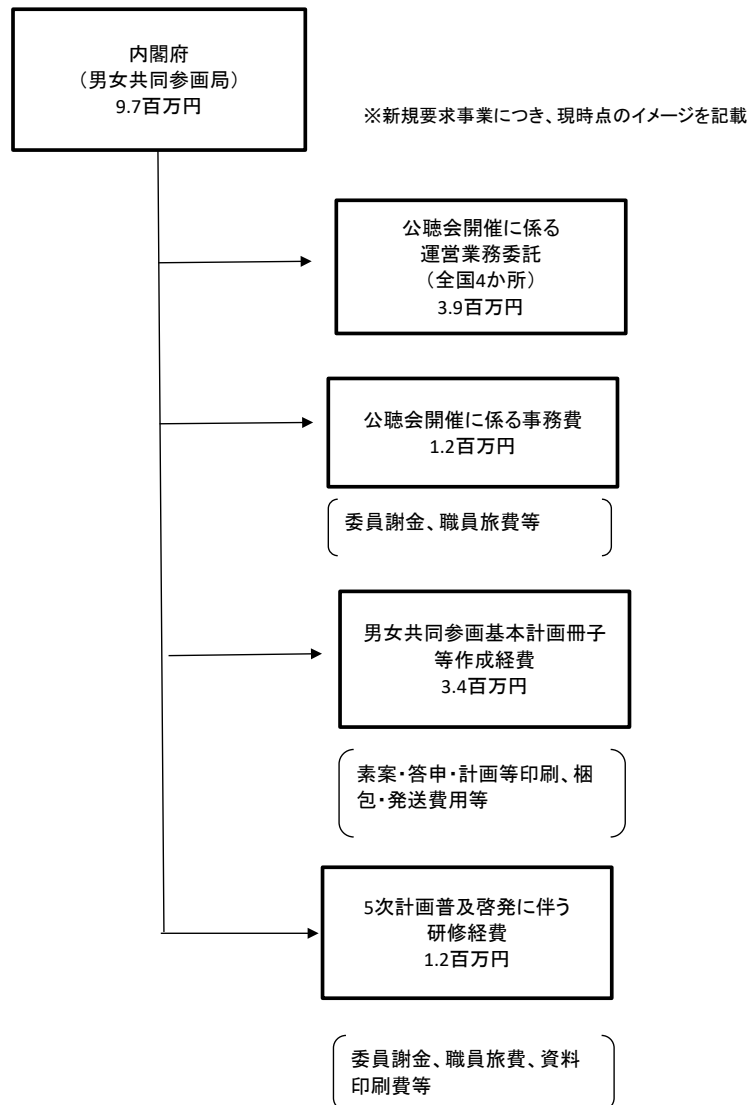 内閣府
（男女共同参画局）
9.7百万円
※新規要求事業につき、現時点のイメージを記載
公聴会開催に係る
運営業務委託
（全国4か所）
3.9百万円
公聴会開催に係る事務費
1.2百万円
委員謝金、職員旅費等
男女共同参画基本計画冊子
等作成経費
3.4百万円
素案・答申・計画等印刷、梱
包・発送費用等
5次計画普及啓発に伴う
研修経費
1.2百万円
委員謝金、職員旅費、資料
印刷費等